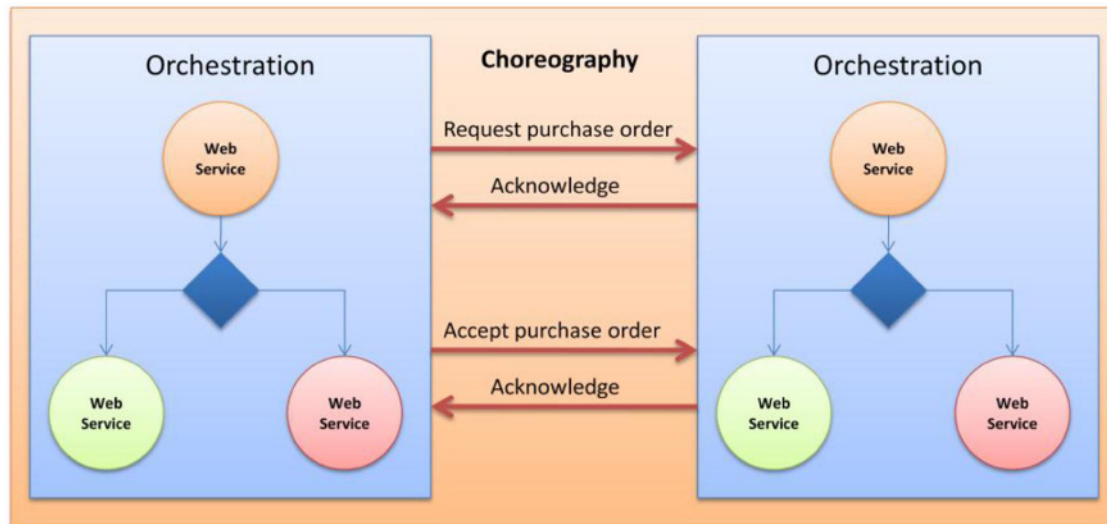 Orchestration
Web
Service
Web
Service
Web
Service
Choreography
Request purchase order
Acknowledge
Accept purchase order
Acknowledge
Orchestration
Web
Service
Web
Service
Web
Service